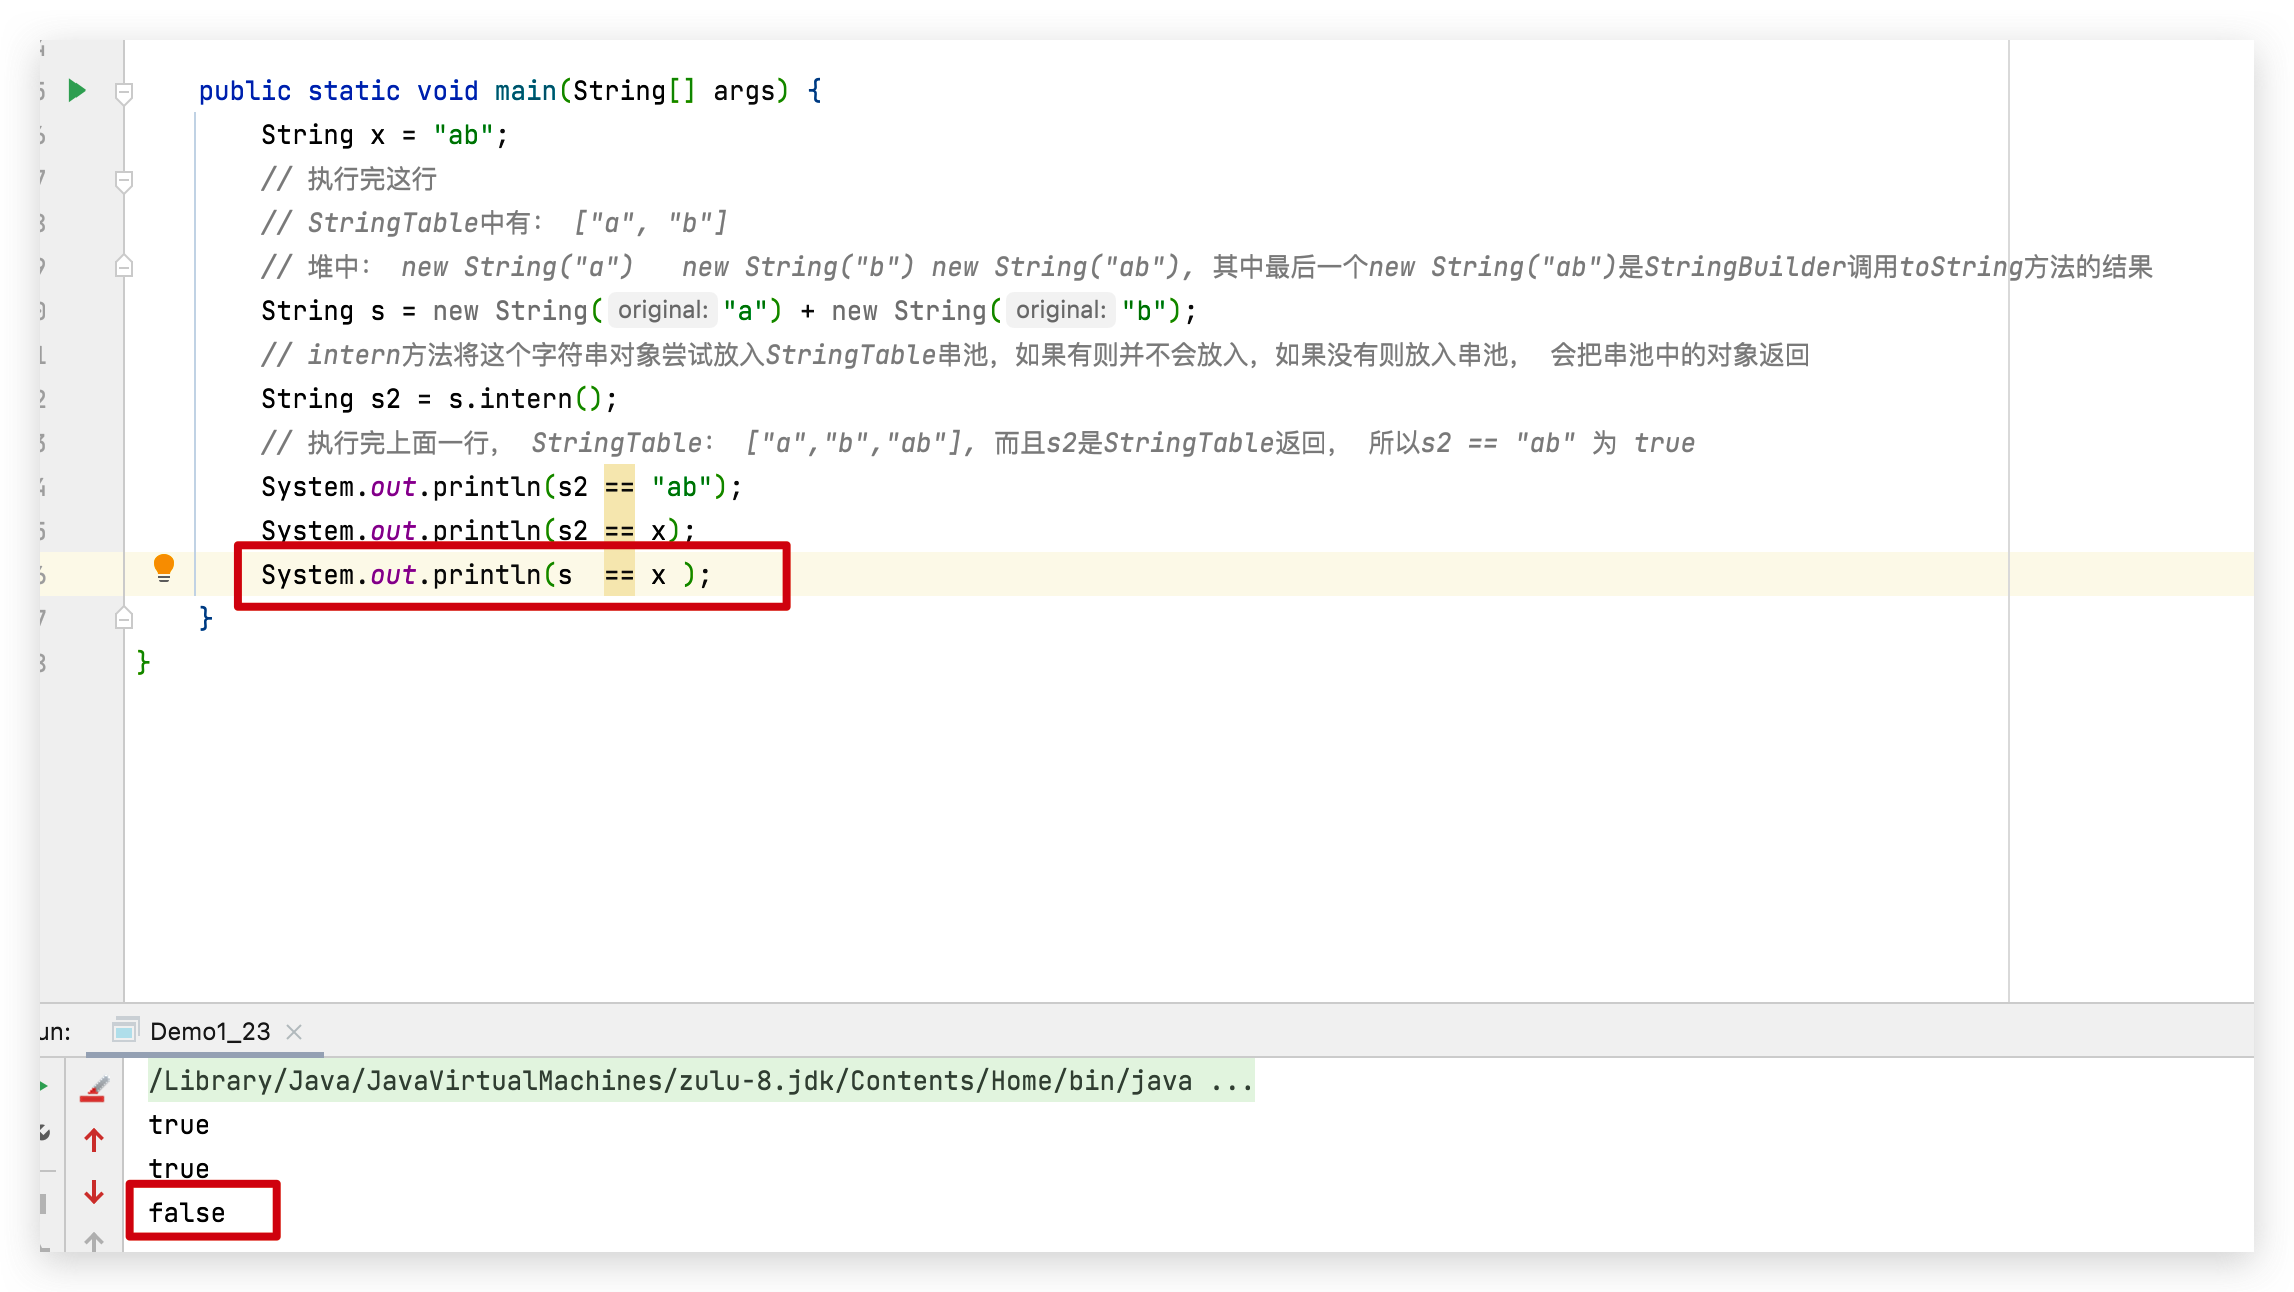 public static void main(String[] args) {
String x = "ab";
// 执行完这行
// StringTable中有： ["a", "b"]
// 堆中： new String("a")   new String("b") new String("ab"), 其中最后一个new String("ab")是StringBuilder调用toString方法的结果
String s = new String( original: "a") + new String( original: "b");
// intern方法将这个字符串对象尝试放入StringTable串池，如果有则并不会放入，如果没有则放入串池， 会把串池中的对象返回
String s2 = s.intern();
// 执行完上面一行， StringTable： ["a","b","ab"], 而且s2是StringTable返回， 所以s2 == "ab" 为 true
System.out.println(s2 == "ab");
System.out.println(s2 == x);
System.out.println(s  == x );
}
}
un: Demo1_23
/Library/Java/JavaVirtualMachines/zulu-8.jdk/Contents/Home/bin/java ...
true
true
false